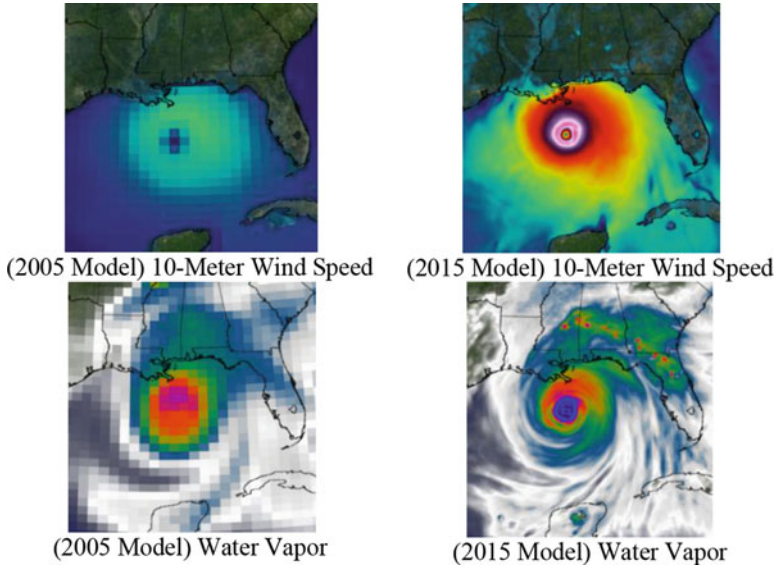 (2005 Model) 10-Meter Wind Speed
(2015 Model) 10-Meter Wind Speed
(2005 Model) Water Vapor
(2015 Model) Water Vapor